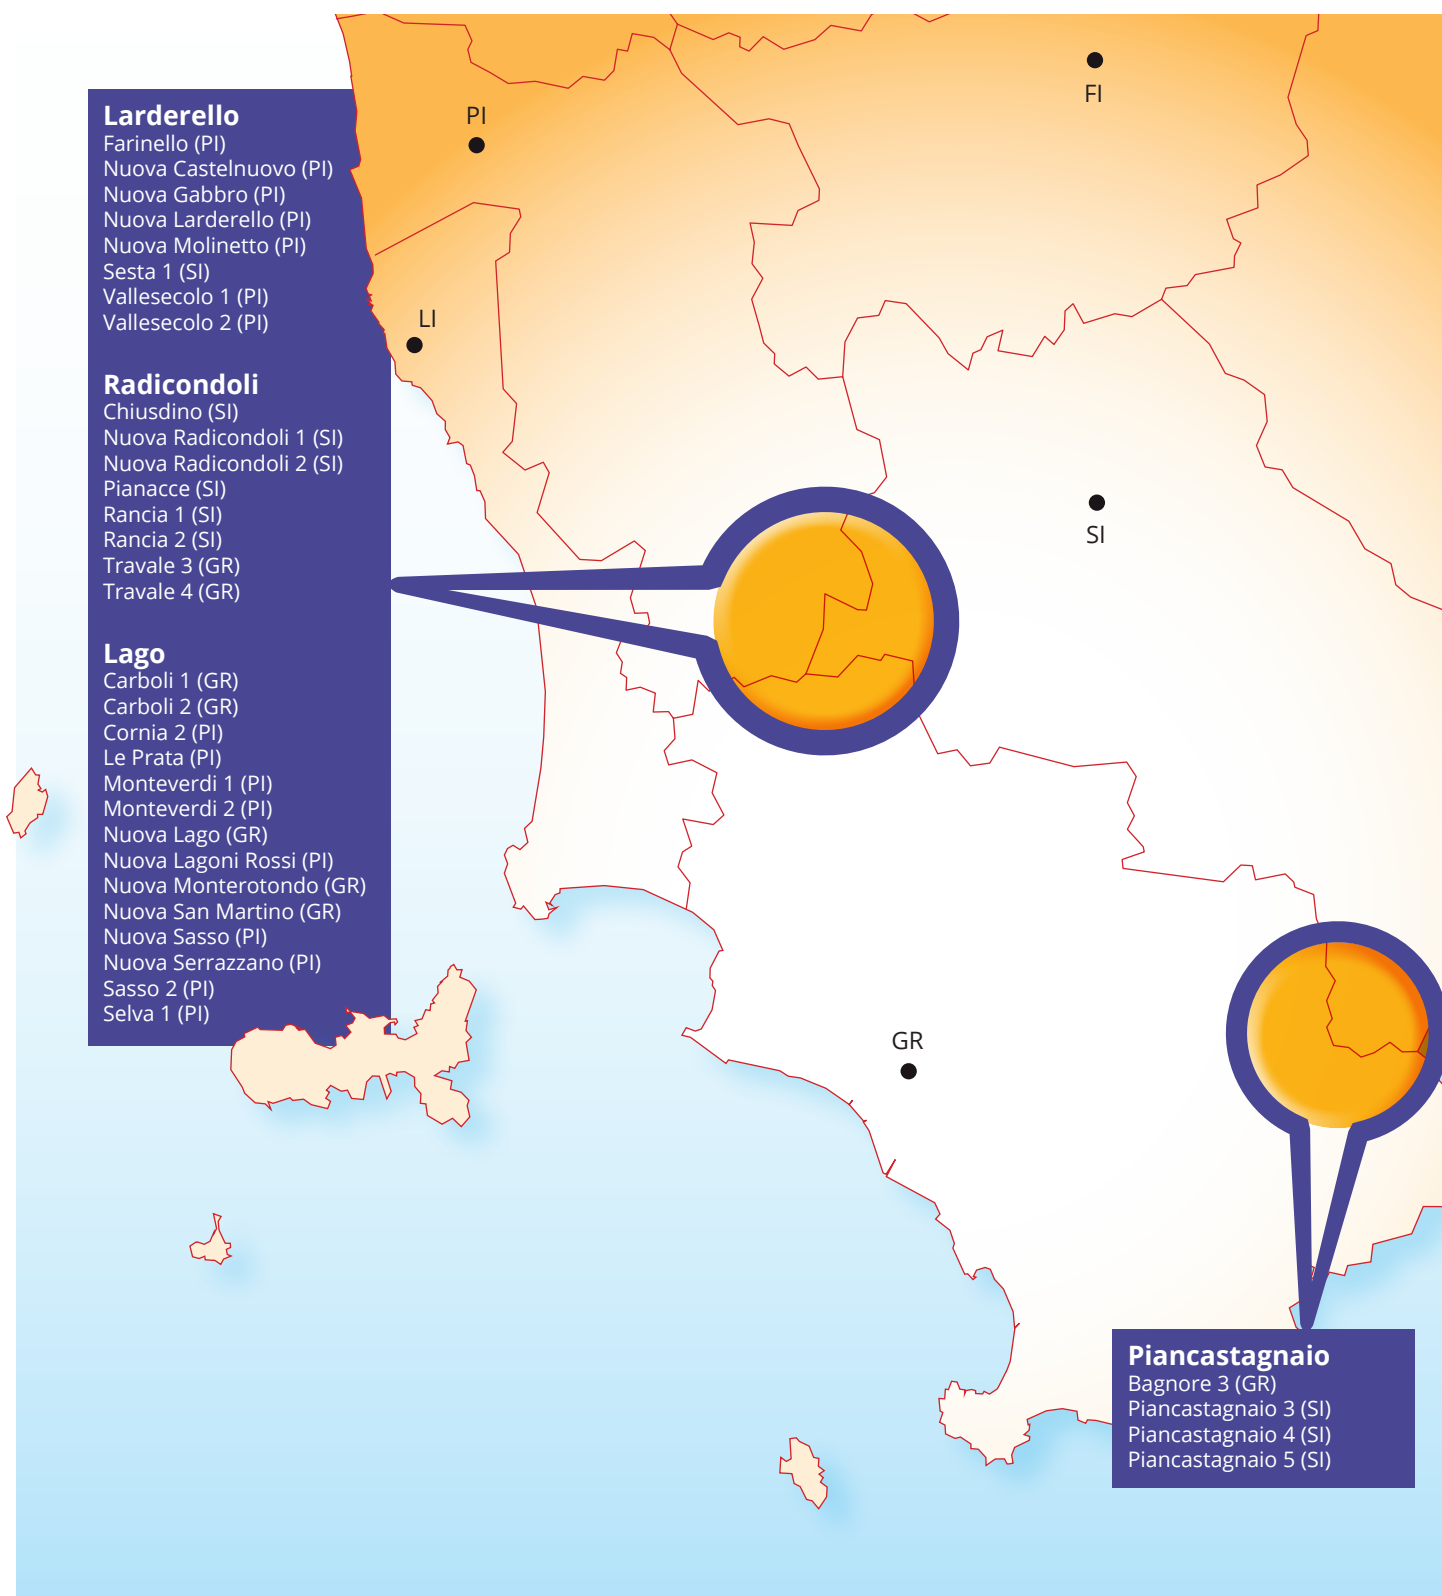 PI
FI
LI
SI
GR
Larderello
Farinello (PI)
Nuova Castelnuovo (PI)
Nuova Gabbro (PI)
Nuova Larderello (PI)
Nuova Molinetto (PI)
Sesta 1 (SI)
Vallesecolo 1 (PI)
Vallesecolo 2 (PI)
Radicondoli
Chiusdino (SI)
Nuova Radicondoli 1 (SI)
Nuova Radicondoli 2 (SI)
Pianacce (SI)
Rancia 1 (SI)
Rancia 2 (SI)
Travale 3 (GR)
Travale 4 (GR)
Lago
Carboli 1 (GR)
Carboli 2 (GR)
Cornia 2 (PI)
Le Prata (PI)
Monteverdi 1 (PI)
Monteverdi 2 (PI)
Nuova Lago (GR)
Nuova Lagoni Rossi (PI)
Nuova Monterotondo (GR)
Nuova San Martino (GR)
Nuova Sasso (PI)
Nuova Serrazzano (PI)
Sasso 2 (PI)
Selva 1 (PI)
Piancastagnaio
Bagnore 3 (GR)
Piancastagnaio 3 (SI)
Piancastagnaio 4 (SI)
Piancastagnaio 5 (SI)